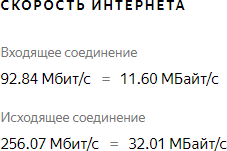 СКОРОСТЬ ИНТЕРНЕТА
Входящее соединение
92.84 Мбит/с = 11.60 МБайт/с
Исходящее соединение
256.07 Мбит/с = 32.01 МБайт/с